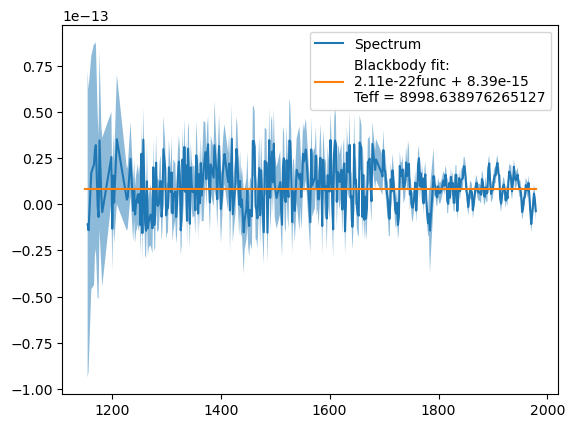 1e−13
Spectrum
Blackbody fit:
2.11e-22func + 8.39e-15
Teff = 8998.638976265127
0.75
0.50
0.25
0.00
−0.25
−0.50
−0.75
−1.00
1200 1400 1600 1800 2000